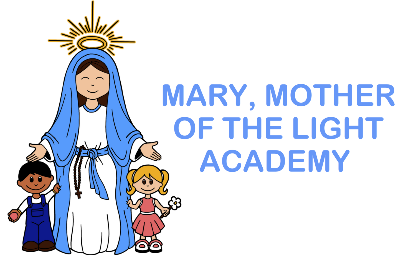 MARY, MOTHER
OF THE LIGHT
ACADEMY